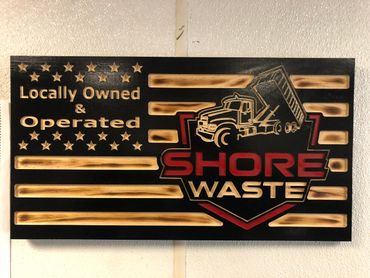 Locally Owned
&
Operated
SHORE
WASTE